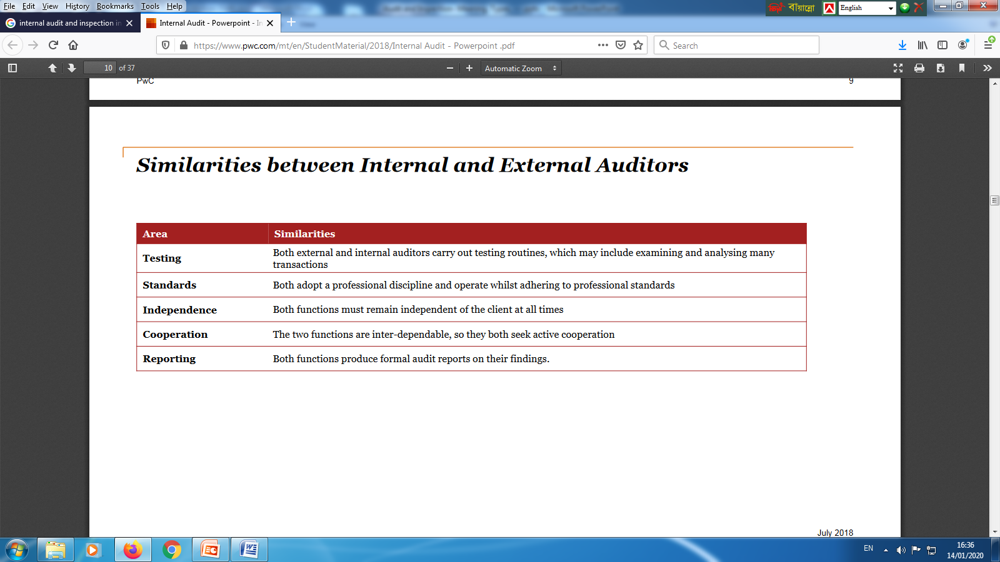 File Edit View History Bookmarks Tools Help
বায়ান্নো English
internal audit and inspection in
Internal Audit - Powerpoint - In
https://www.pwc.com/mt/en/StudentMaterial/2018/Internal Audit - Powerpoint .pdf
Search
10 of 37
Automatic Zoom
PwC 9
Similarities between Internal and External Auditors
Area Similarities
Testing Both external and internal auditors carry out testing routines, which may include examining and analysing many
transactions
Standards Both adopt a professional discipline and operate whilst adhering to professional standards
Independence Both functions must remain independent of the client at all times
Cooperation The two functions are inter-dependable, so they both seek active cooperation
Reporting Both functions produce formal audit reports on their findings.
July 2018
EN
16:36
14/01/2020